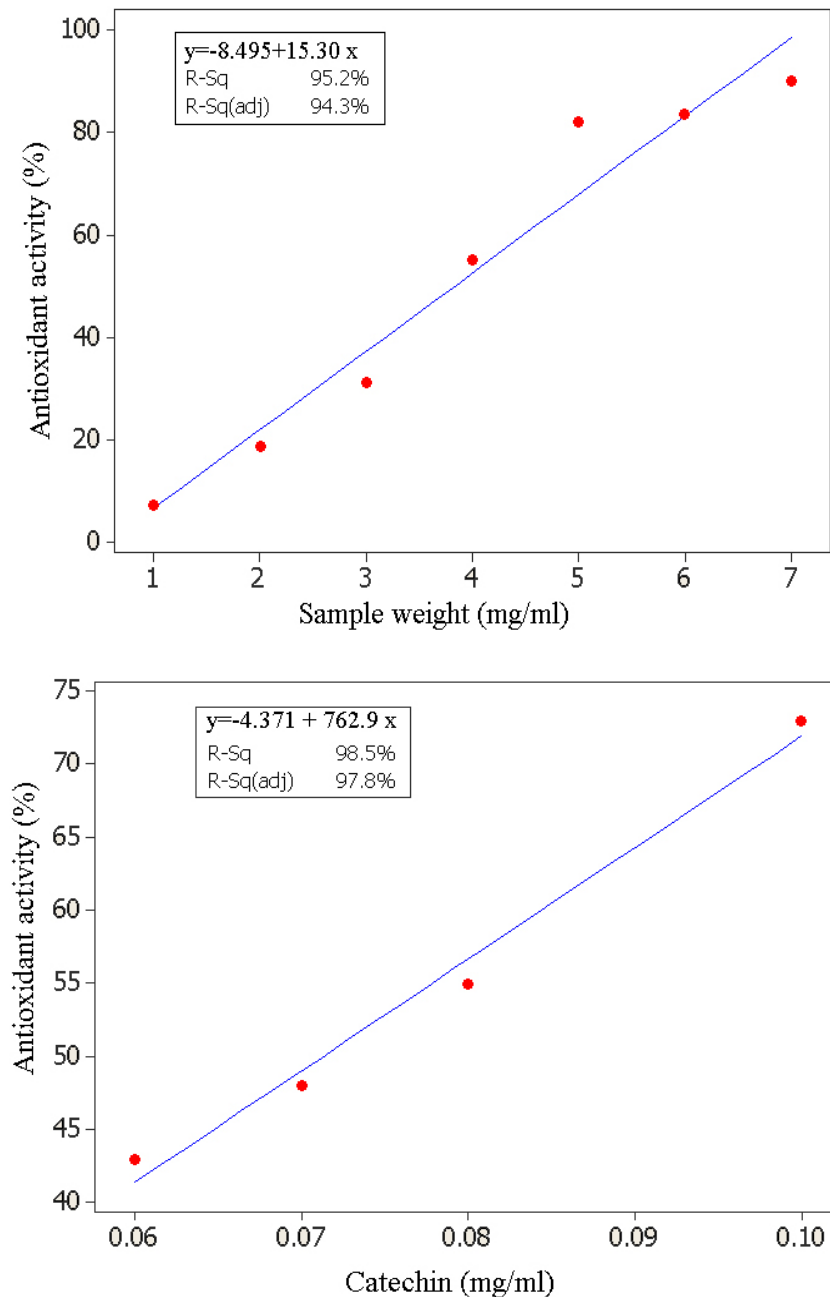 100
80
60
40
20
0
Antioxidant activity (%)
y=-8.495+15.30 x
R-Sq 95.2%
R-Sq(adj) 94.3%
1 2 3 4 5 6 7
Sample weight (mg/ml)
75
70
65
60
55
50
45
40
Antioxidant activity (%)
y=-4.371 + 762.9 x
R-Sq 98.5%
R-Sq(adj) 97.8%
0.06 0.07 0.08 0.09 0.10
Catechin (mg/ml)